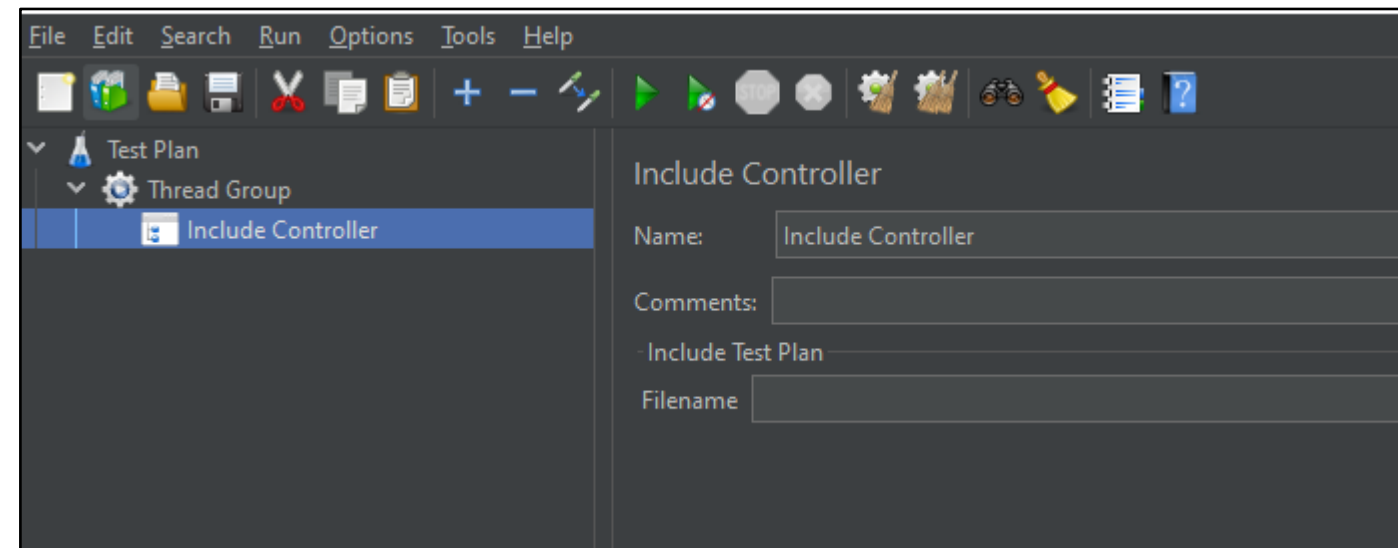 File Edit Search Run Options Tools Help
STOP
?
Test Plan
Thread Group
Include Controller
Include Controller
Name: Include Controller
Comments:
Include Test Plan
Filename